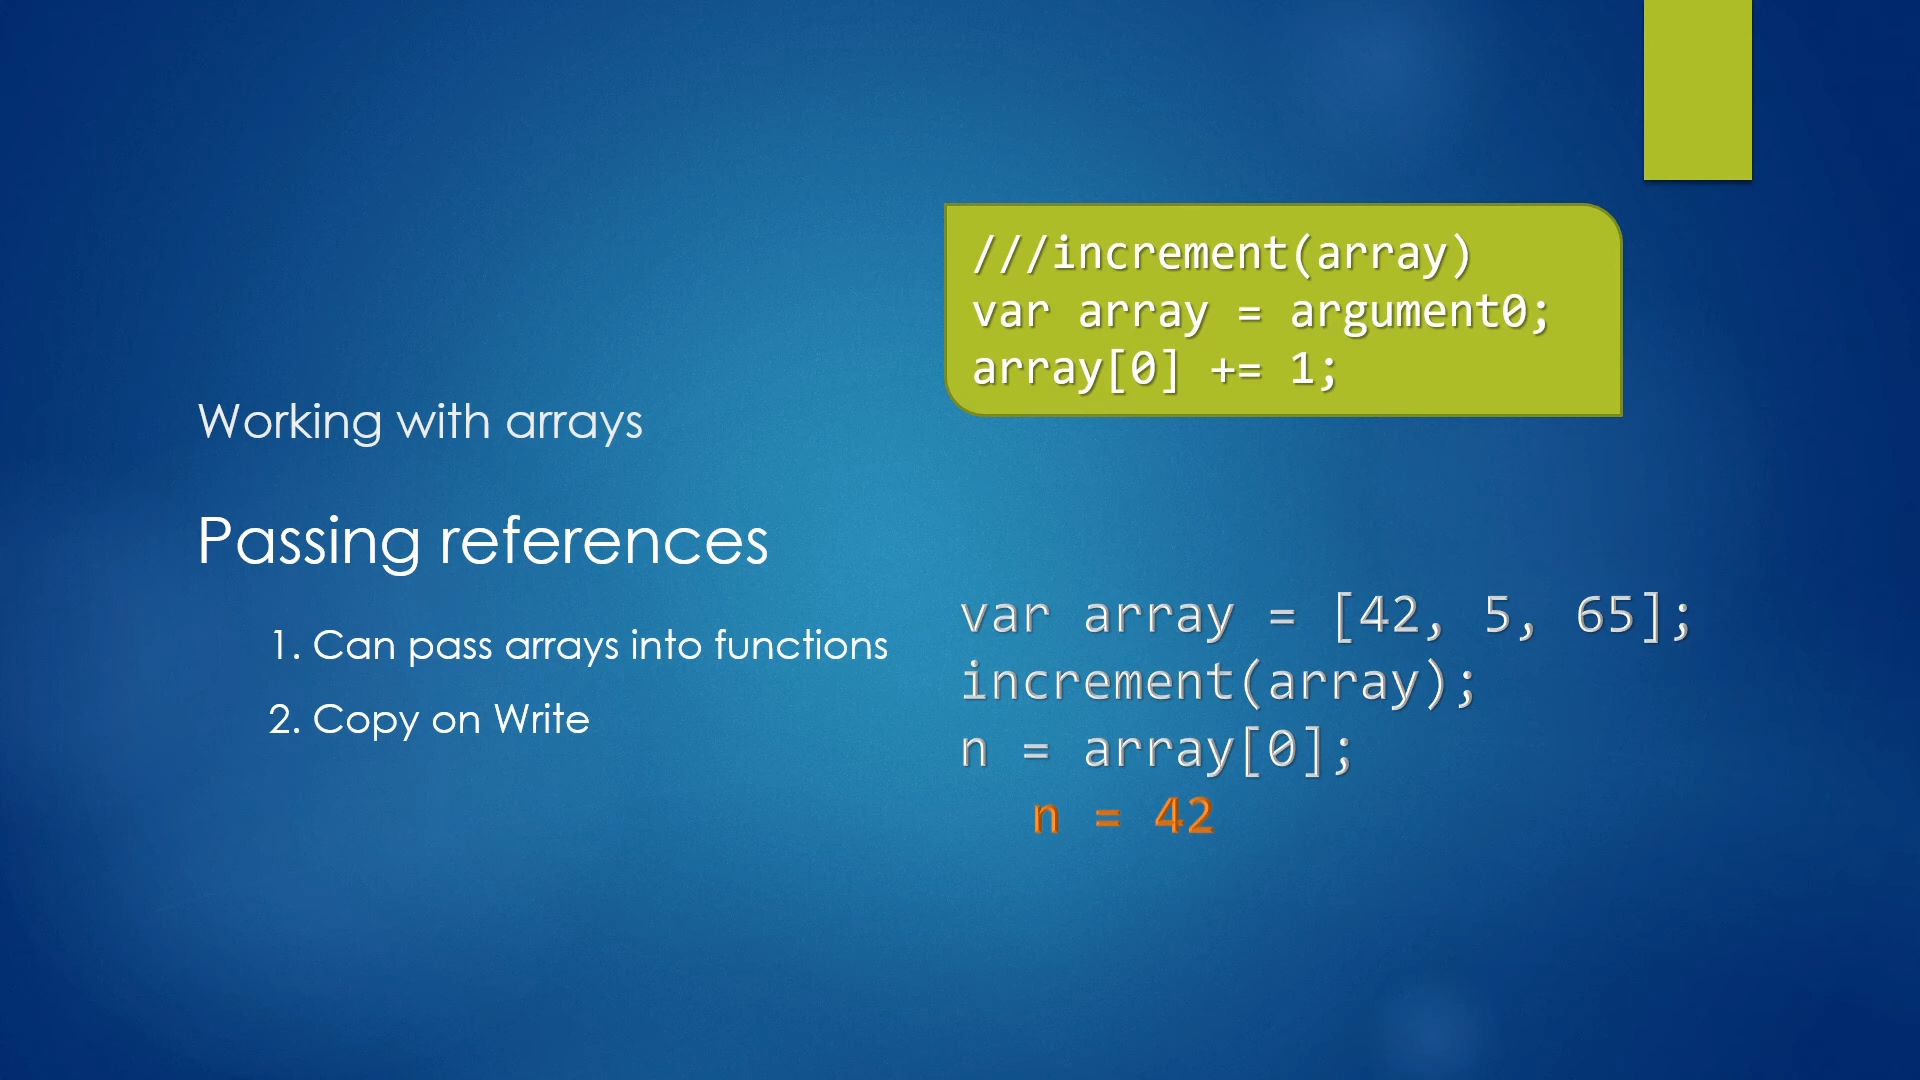 Working with arrays
Passing references
1. Can pass arrays into functions
2. Copy on Write
///increment(array)
var array = argument0;
array[0] += 1;
var array = [42, 5, 65];
increment(array);
n = array[0];
n = 42